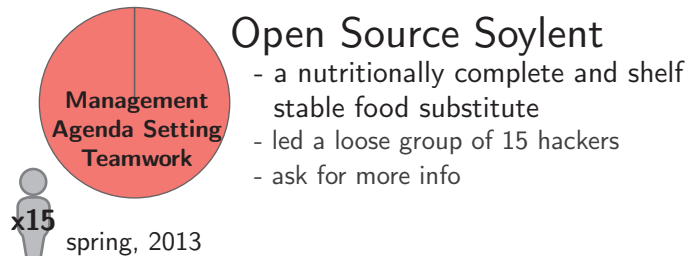 Open Source Soylent
- a nutritionally complete and shelf
stable food substitute
- led a loose group of 15 hackers
- ask for more info
Management
Agenda Setting
Teamwork
x15
spring, 2013